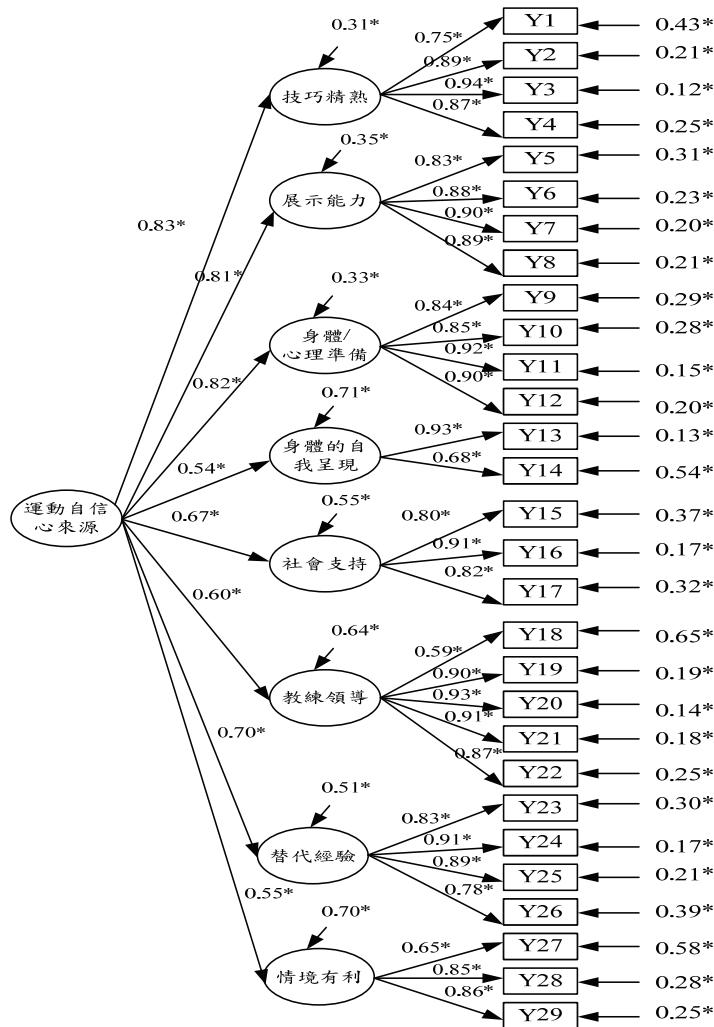 0.31*
0.75*
Y1
0.43*
0.89*
Y2
0.21*
技巧精熟
0.94*
Y3
0.12*
0.87*
Y4
0.25*
0.35*
0.83*
Y5
0.31*
展示能力
0.88*
Y6
0.23*
0.83*
0.90*
Y7
0.20*
0.89*
Y8
0.21*
0.81*
0.33*
0.84*
Y9
0.29*
身體/
心理準備
0.85*
Y10
0.28*
0.92*
Y11
0.15*
0.82*
0.90*
Y12
0.20*
0.71*
0.93*
Y13
0.13*
身體的自
我呈現
0.68*
Y14
0.54*
0.54*
運動自信
心來源
0.67*
0.55*
0.80*
Y15
0.37*
社會支持
0.91*
Y16
0.17*
0.82*
Y17
0.32*
0.60*
0.64*
0.59*
Y18
0.65*
0.90*
Y19
0.19*
教練領導
0.93*
Y20
0.14*
0.91*
Y21
0.18*
0.70*
0.87*
Y22
0.25*
0.51*
0.83*
Y23
0.30*
替代經驗
0.91*
Y24
0.17*
0.89*
Y25
0.21*
0.55*
0.78*
Y26
0.39*
0.70*
0.65*
Y27
0.58*
情境有利
0.85*
Y28
0.28*
0.86*
Y29
0.25*